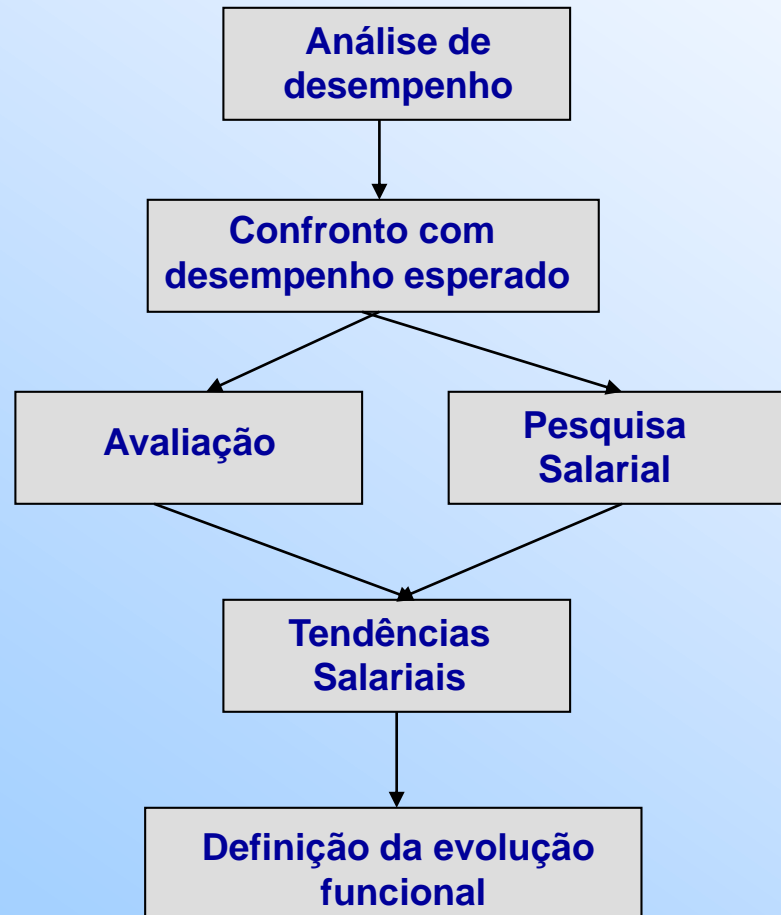 Análise de
desempenho
Confronto com
desempenho esperado
Avaliação
Pesquisa
Salarial
Tendências
Salariais
Definição da evolução
funcional